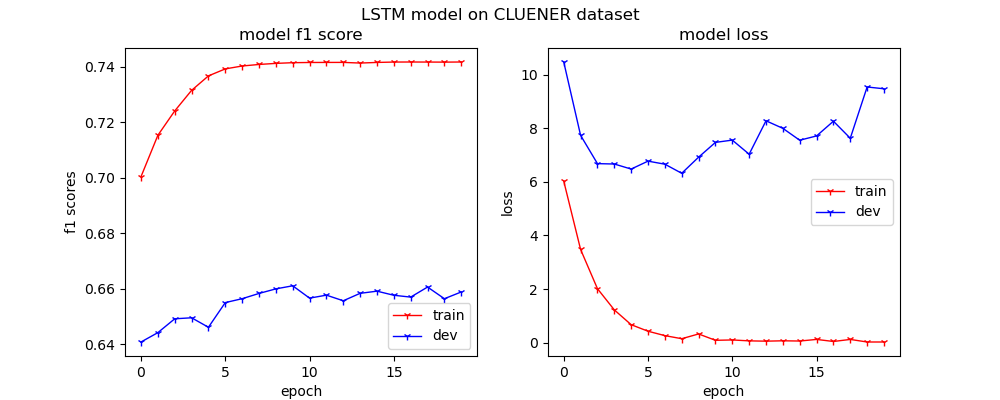 LSTM model on CLUENER dataset
model f1 score
f1 scores
0.74
0.72
0.70
0.68
0.66
0.64
0
5
10
15
epoch
train
dev
model loss
loss
10
8
6
4
2
0
0
5
10
15
epoch
train
dev